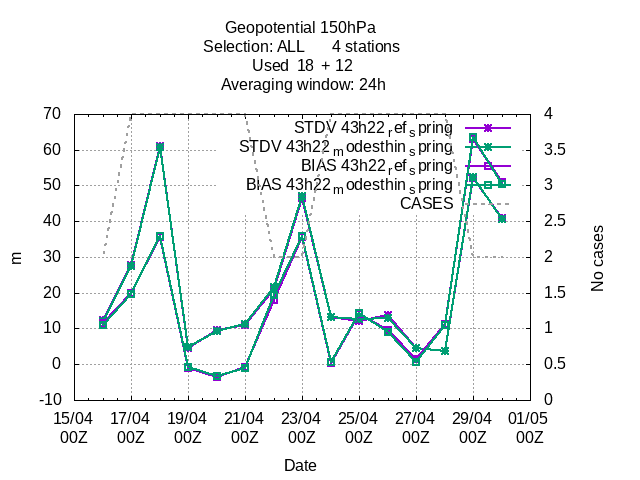 Geopotential 150hPa
Selection: ALL 4 stations
Used 18 + 12
Averaging window: 24h
STDV 43h22_ref_spring
STDV 43h22_modesthin_spring
BIAS 43h22_ref_spring
BIAS 43h22_modesthin_spring
CASES
70
60
50
40
30
20
10
0
-10
m
4
3.5
3
2.5
2
1.5
1
0.5
0
No cases
15/04 17/04 19/04 21/04 23/04 25/04 27/04 29/04 01/05
00Z 00Z 00Z 00Z 00Z 00Z 00Z 00Z 00Z
Date